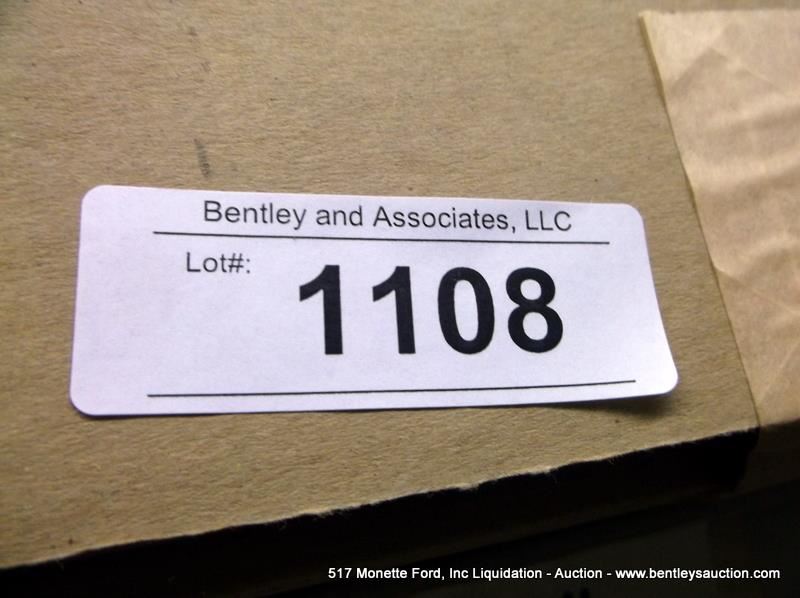 Bentley and Associates, LLC
Lot#:
1108
517 Monette Ford, Inc Liquidation - Auction - www.bentleysauction.com